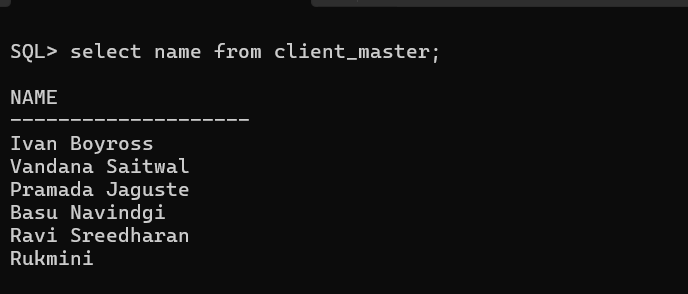 SQL> select name from client_master;
NAME
--------------------
Ivan Boyross
Vandana Saitwal
Pramada Jaguste
Basu Navindgi
Ravi Sreedharan
Rukmini